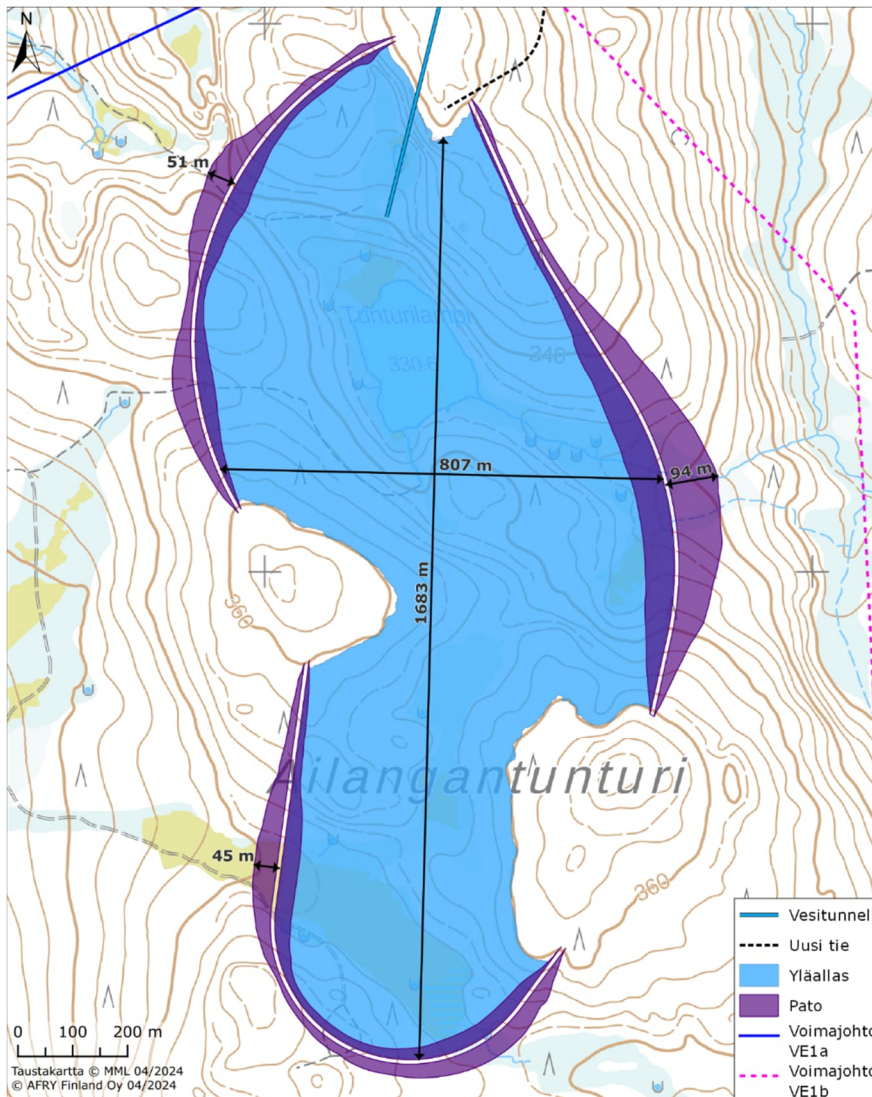 N
51 m
Tunturilampi
340
330.6
807 m
94 m
1683 m
360
Ailangantunturi
45 m
360
Vesitunneli
Uusi tie
Yläallas
Pato
Voimajohto
VE1a
Voimajohto
VE1b
0 100 200 m
Taustakartta © MML 04/2024
© AFRY Finland Oy 04/2024